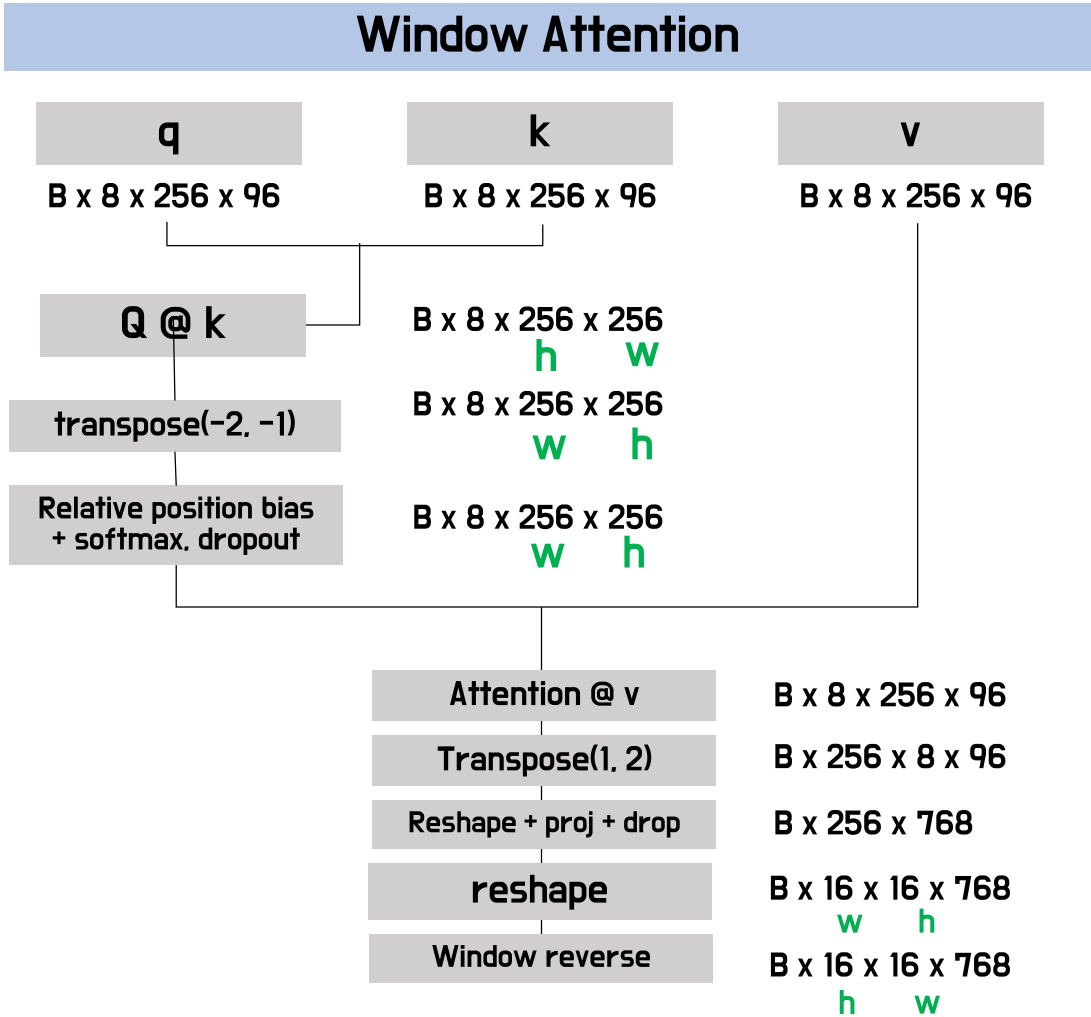 Window Attention
q
k
v
B x 8 x 256 x 96
B x 8 x 256 x 96
B x 8 x 256 x 96
Q @ k
B x 8 x 256 x 256
h w
transpose(-2, -1)
B x 8 x 256 x 256
w h
Relative position bias
+ softmax, dropout
B x 8 x 256 x 256
w h
Attention @ v
B x 8 x 256 x 96
Transpose(1, 2)
B x 256 x 8 x 96
Reshape + proj + drop
B x 256 x 768
reshape
B x 16 x 16 x 768
w h
Window reverse
B x 16 x 16 x 768
h w